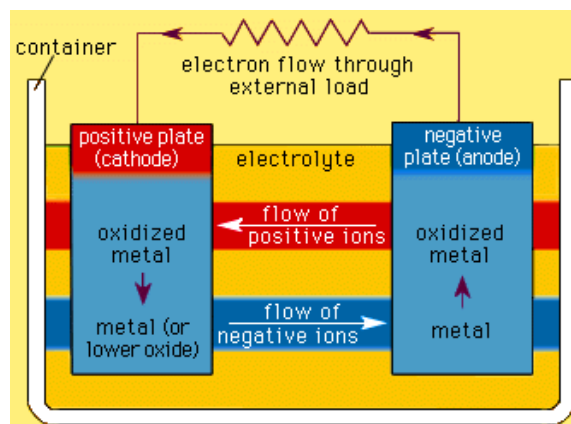 container
electron flow through
external load
positive plate
(cathode)
electrolyte
negative
plate (anode)
flow of
positive ions
oxidized
metal
oxidized
metal
flow of
negative ions
metal (or
lower oxide)
metal